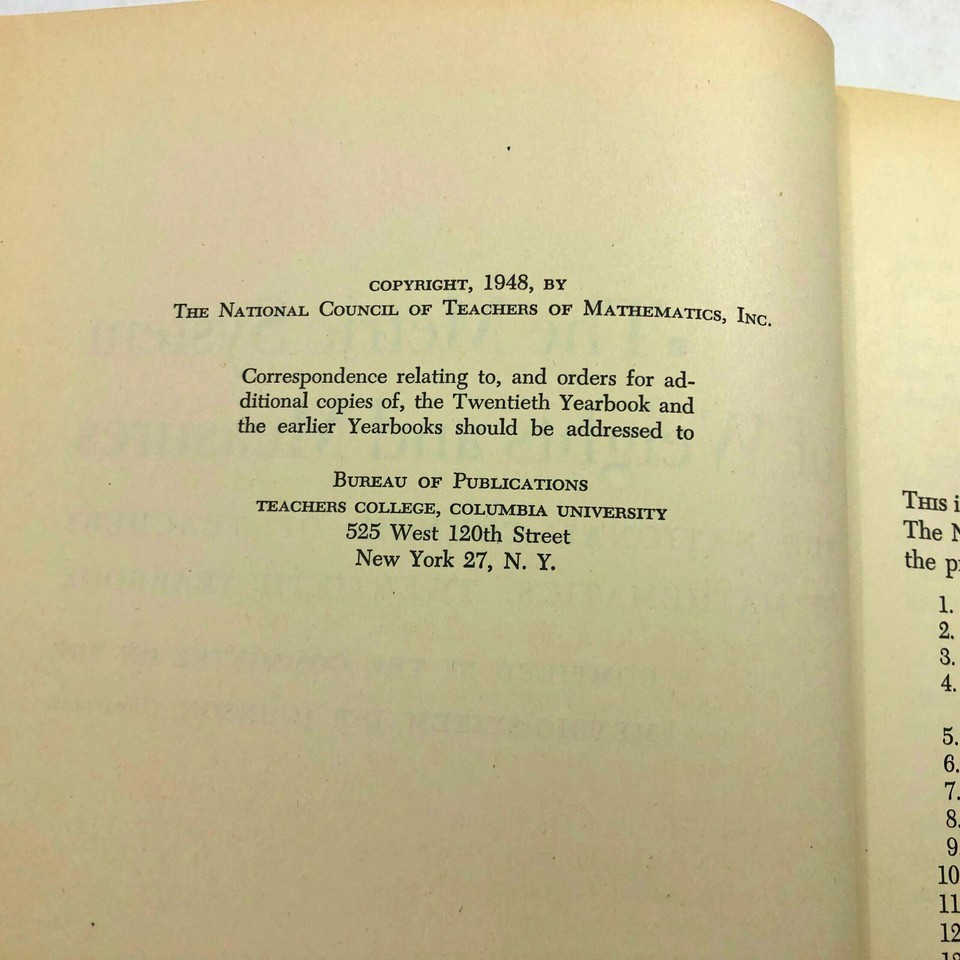 COPYRIGHT, 1948, BY
THE NATIONAL COUNCIL OF TEACHERS OF MATHEMATICS, INC.
Correspondence relating to, and orders for ad-
ditional copies of, the Twentieth Yearbook and
the earlier Yearbooks should be addressed to
BUREAU OF PUBLICATIONS
TEACHERS COLLEGE, COLUMBIA UNIVERSITY
525 West 120th Street
New York 27, N. Y.
THIS
The
the
1.
2.
3.
4.
5.
6.
7.
8.
9
10
11
12